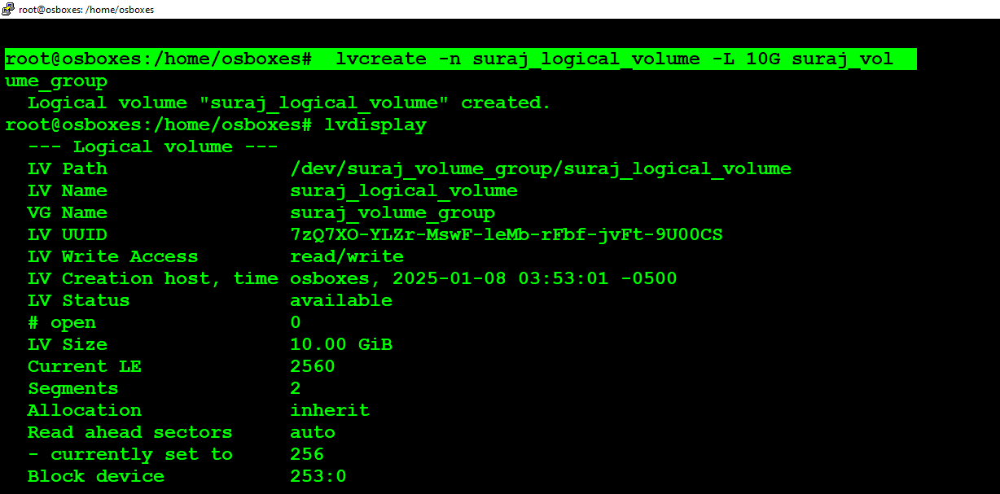 root@osboxes: /home/osboxes
root@osboxes:/home/osboxes#  lvcreate -n suraj_logical_volume -L 10G suraj_vol
ume_group
  Logical volume "suraj_logical_volume" created.
root@osboxes:/home/osboxes# lvdisplay
  --- Logical volume ---
  LV Path                /dev/suraj_volume_group/suraj_logical_volume
  LV Name                suraj_logical_volume
  VG Name                suraj_volume_group
  LV UUID                7zQ7XO-YLZr-MswF-leMb-rFbf-jvFt-9U00CS
  LV Write Access        read/write
  LV Creation host, time osboxes, 2025-01-08 03:53:01 -0500
  LV Status              available
  # open                 0
  LV Size                10.00 GiB
  Current LE             2560
  Segments               2
  Allocation             inherit
  Read ahead sectors     auto
  - currently set to     256
  Block device           253:0